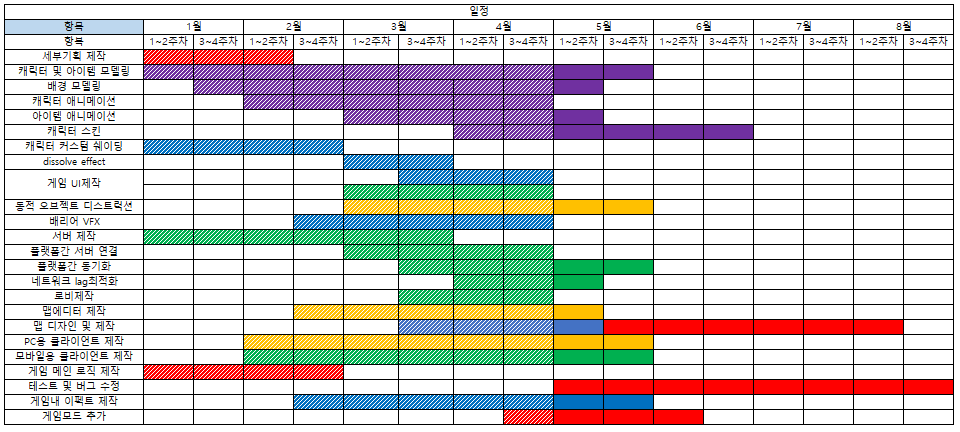 일정
항목 1월 2월 3월 4월 5월 6월 7월 8월
항목 1~2주차 3~4주차 1~2주차 3~4주차 1~2주차 3~4주차 1~2주차 3~4주차 1~2주차 3~4주차 1~2주차 3~4주차 1~2주차 3~4주차 1~2주차 3~4주차
세부기획 제작
캐릭터 및 아이템 모델링
배경 모델링
캐릭터 애니메이션
아이템 애니메이션
캐릭터 스킨
캐릭터 커스텀 쉐이딩
dissolve effect
게임 UI제작
동적 오브젝트 디스트럭션
배리어 VFX
서버 제작
플랫폼간 서버 연결
플랫폼간 동기화
네트워크 lag최적화
로비제작
맵에디터 제작
맵 디자인 및 제작
PC용 클라이언트 제작
모바일용 클라이언트 제작
게임 메인 로직 제작
테스트 및 버그 수정
게임내 이펙트 제작
게임모드 추가